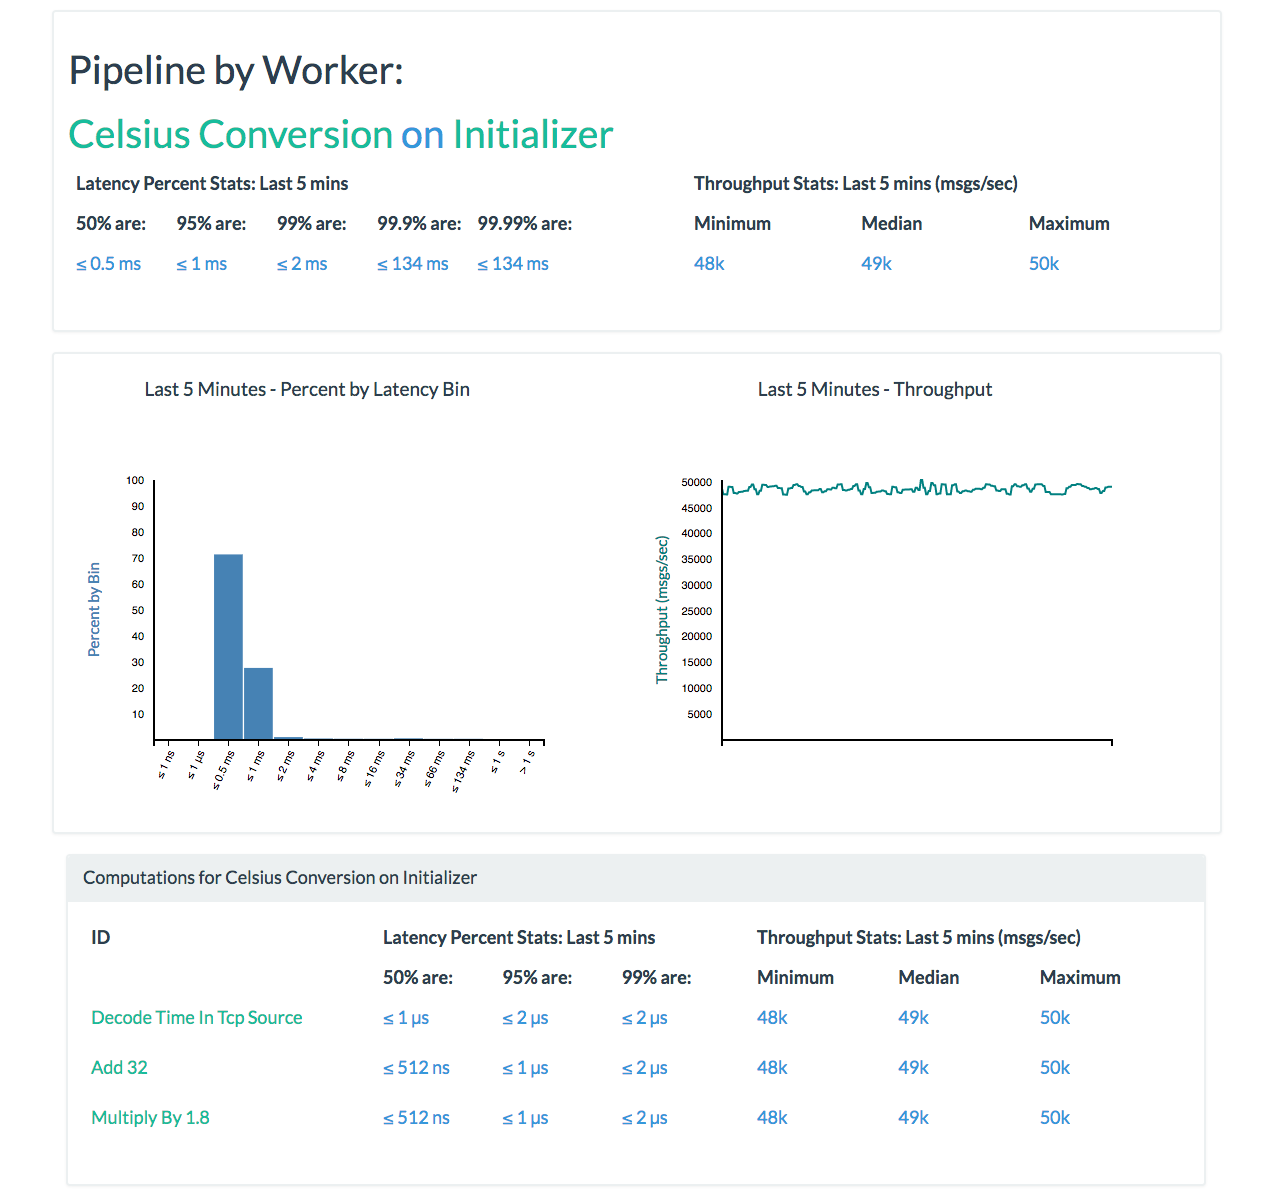 Pipeline by Worker:
Celsius Conversion on Initializer
Latency Percent Stats: Last 5 mins
50% are: 95% are: 99% are: 99.9% are: 99.99% are:
≤ 0.5 ms ≤ 1 ms ≤ 2 ms ≤ 134 ms ≤ 134 ms
Throughput Stats: Last 5 mins (msgs/sec)
Minimum Median Maximum
48k 49k 50k
Last 5 Minutes - Percent by Latency Bin
Percent by Bin
100
90
80
70
60
50
40
30
20
10
≤ 1 ns
≤ 1 µs
≤ 0.5 ms
≤ 1 ms
≤ 2 ms
≤ 4 ms
≤ 8 ms
≤ 16 ms
≤ 34 ms
≤ 66 ms
≤ 134 ms
≤ 1 s
> 1 s
Last 5 Minutes - Throughput
Throughput (msgs/sec)
50000
45000
40000
35000
30000
25000
20000
15000
10000
5000
Computations for Celsius Conversion on Initializer
ID Latency Percent Stats: Last 5 mins Throughput Stats: Last 5 mins (msgs/sec)
50% are: 95% are: 99% are: Minimum Median Maximum
Decode Time In Tcp Source ≤ 1 µs ≤ 2 µs ≤ 2 µs 48k 49k 50k
Add 32 ≤ 512 ns ≤ 1 µs ≤ 2 µs 48k 49k 50k
Multiply By 1.8 ≤ 512 ns ≤ 1 µs ≤ 2 µs 48k 49k 50k